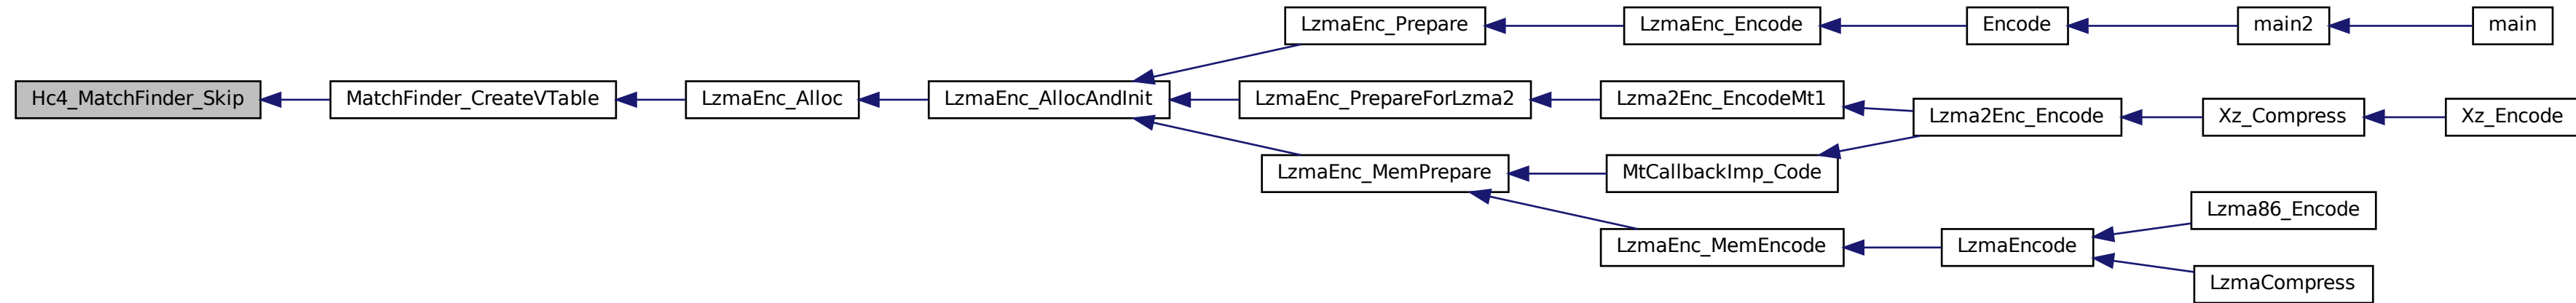 LzmaEnc_Prepare
LzmaEnc_Encode
Encode
main2
main
Hc4_MatchFinder_Skip
MatchFinder_CreateVTable
LzmaEnc_Alloc
LzmaEnc_AllocAndInit
LzmaEnc_PrepareForLzma2
Lzma2Enc_EncodeMt1
Lzma2Enc_Encode
Xz_Compress
Xz_Encode
LzmaEnc_MemPrepare
MtCallbackImp_Code
Lzma86_Encode
LzmaEnc_MemEncode
LzmaEncode
LzmaCompress